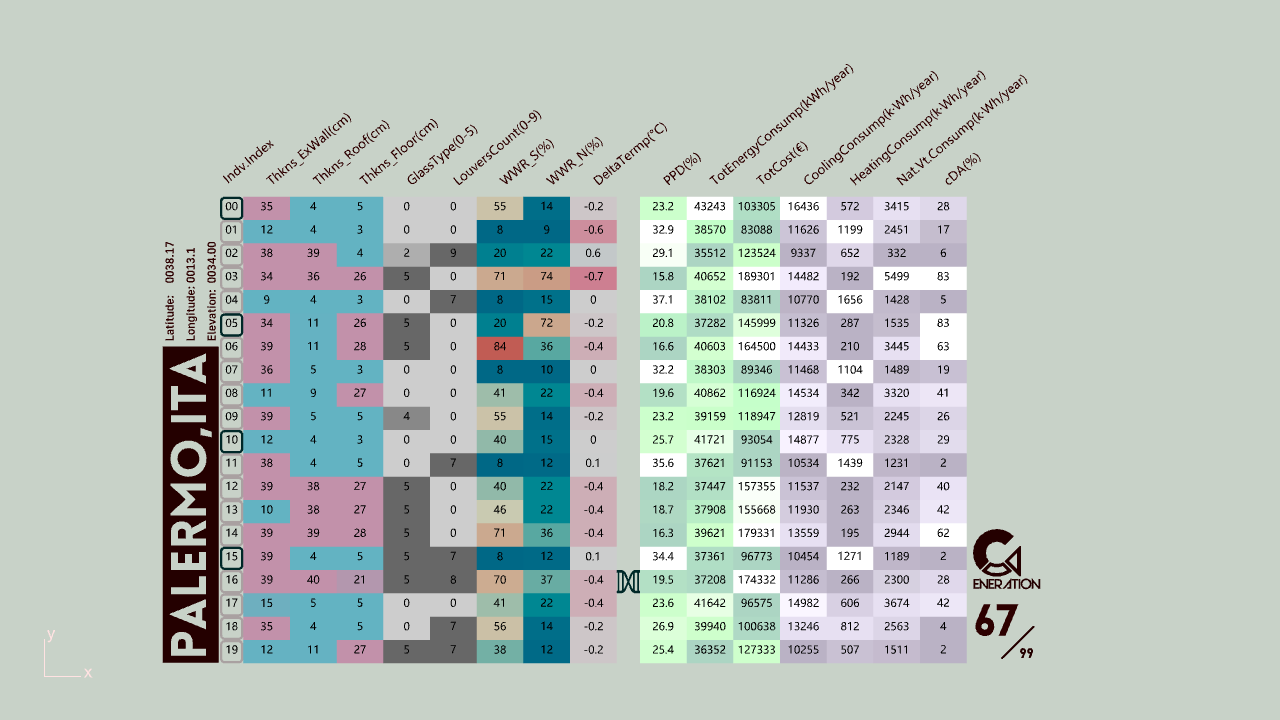 Indv.Index Thkns_ExWall(cm) Thkns_Roof(cm) Thkns_Floor(cm) GlassType(0-5) LouversCount(0-9) WWR_S(%) WWR_N(%) DeltaTermp(°C) PPD(%) TotEnergyConsump(kWh/year) TotCost(€) CoolingConsump(k·Wh/year) HeatingConsump(k·Wh/year) Nat.Vt.Consump(k·Wh/year) cDA(%)
00 35 4 5 0 0 55 14 -0.2 23.2 43243 103305 16436 572 3415 28
01 12 4 3 0 0 8 9 -0.6 32.9 38570 83088 11626 1199 2451 17
02 38 39 4 2 9 20 22 0.6 29.1 35512 123524 9337 652 332 6
03 34 36 26 5 0 71 74 -0.7 15.8 40652 189301 14482 192 5499 83
04 9 4 3 0 7 8 15 0 37.1 38102 83811 10770 1656 1428 5
05 34 11 26 5 0 20 72 -0.2 20.8 37282 145999 11326 287 1535 83
06 39 11 28 5 0 84 36 -0.4 16.6 40603 164500 14433 210 3445 63
07 36 5 3 0 0 8 10 0 32.2 38303 89346 11468 1104 1489 19
08 11 9 27 0 0 41 22 -0.4 19.6 40862 116924 14534 342 3320 41
09 39 5 5 4 0 55 14 -0.2 23.2 39159 118947 12819 521 2245 26
10 12 4 3 0 0 40 15 0 25.7 41721 93054 14877 775 2328 29
11 38 4 5 0 7 8 12 0.1 35.6 37621 91153 10534 1439 1231 2
12 39 38 27 5 0 40 22 -0.4 18.2 37447 157355 11537 232 2147 40
13 10 38 27 5 0 46 22 -0.4 18.7 37908 155668 11930 263 2346 42
14 39 39 28 5 0 71 36 -0.4 16.3 39621 179331 13559 195 2944 62
15 39 4 5 5 7 8 12 0.1 34.4 37361 96773 10454 1271 1189 2
16 39 40 21 5 8 70 37 -0.4 19.5 37208 174332 11286 266 2300 28
17 15 5 5 0 0 41 22 -0.4 23.6 41642 96575 14982 606 3674 42
18 35 4 5 0 7 56 14 -0.2 26.9 39940 100638 13246 812 2563 4
19 12 11 27 5 7 38 12 -0.2 25.4 36352 127333 10255 507 1511 2
Latitude: 0038.17
Longitude: 0013.1
Elevation: 0034.00
PALERMO,ITA
G
ENERATION
67/99
y
x